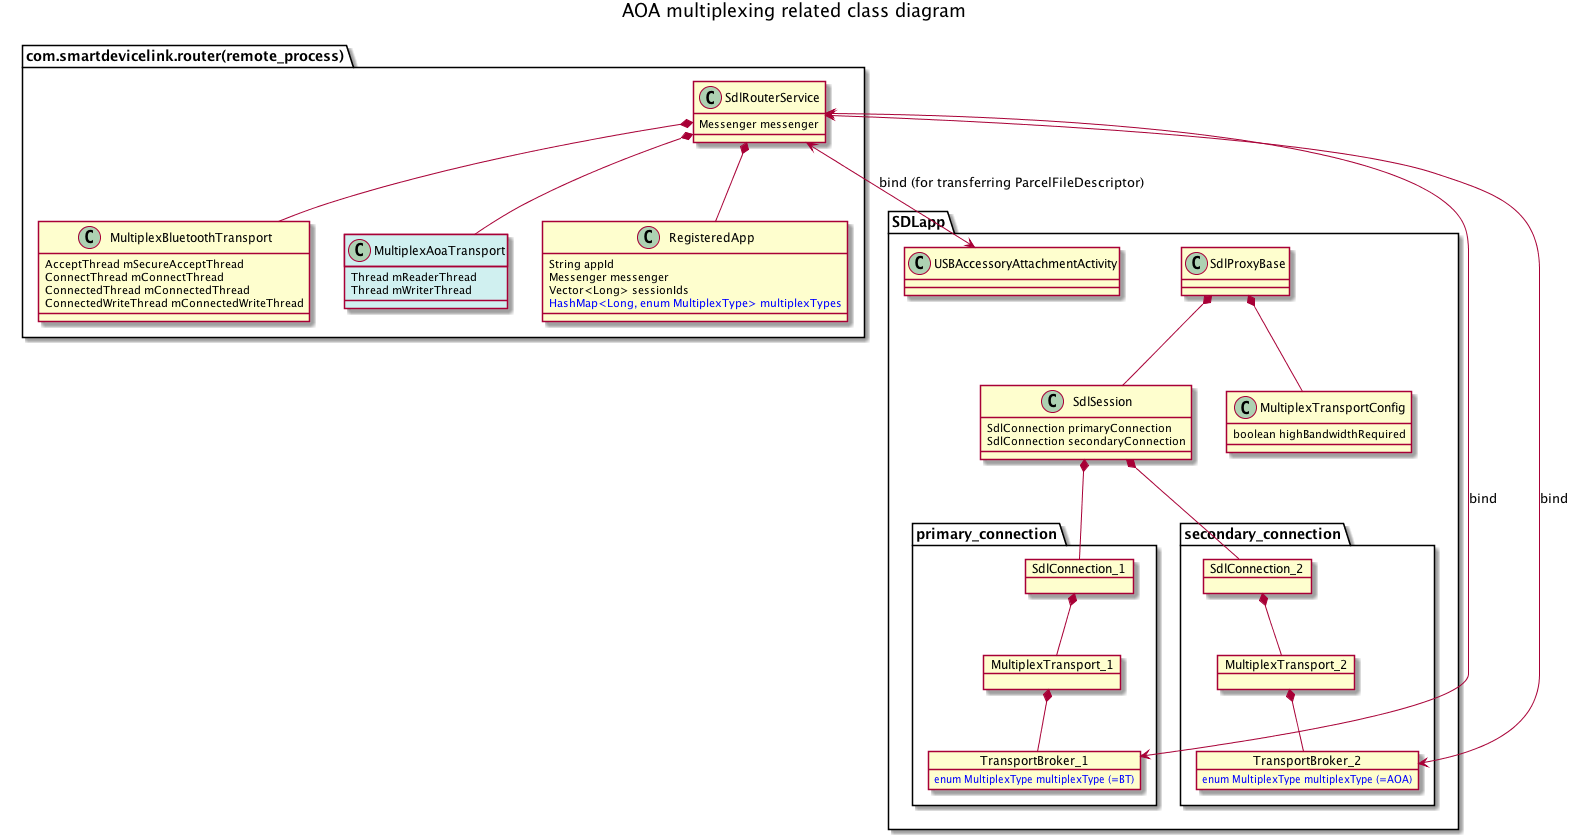 AOA multiplexing related class diagram
com.smartdevicelink.router(remote_process)
C SdlRouterService
Messenger messenger
bind (for transferring ParcelFileDescriptor)
C MultiplexBluetoothTransport
AcceptThread mSecureAcceptThread
ConnectThread mConnectThread
ConnectedThread mConnectedThread
ConnectedWriteThread mConnectedWriteThread
C MultiplexAoaTransport
Thread mReaderThread
Thread mWriterThread
C RegisteredApp
String appId
Messenger messenger
Vector<Long> sessionIds
HashMap<Long, enum MultiplexType> multiplexTypes
SDLapp
C USBAccessoryAttachmentActivity
C SdlProxyBase
C SdlSession
SdlConnection primaryConnection
SdlConnection secondaryConnection
C MultiplexTransportConfig
boolean highBandwidthRequired
bind
bind
primary_connection
SdlConnection_1
MultiplexTransport_1
TransportBroker_1
enum MultiplexType multiplexType (=BT)
secondary_connection
SdlConnection_2
MultiplexTransport_2
TransportBroker_2
enum MultiplexType multiplexType (=AOA)